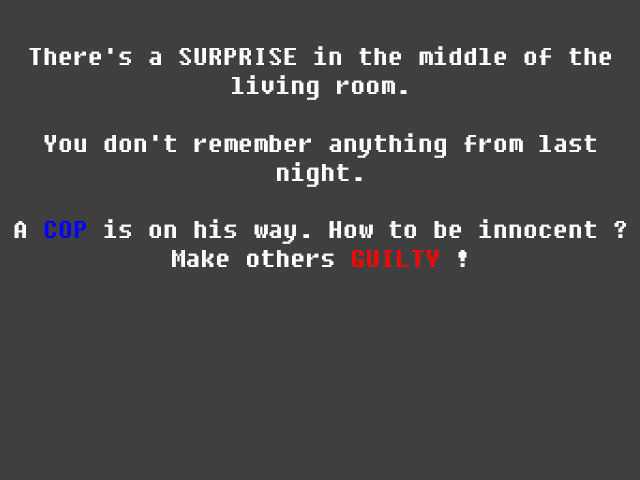 There's a SURPRISE in the middle of the
living room.
You don't remember anything from last
night.
A COP is on his way. How to be innocent ?
Make others GUILTY !